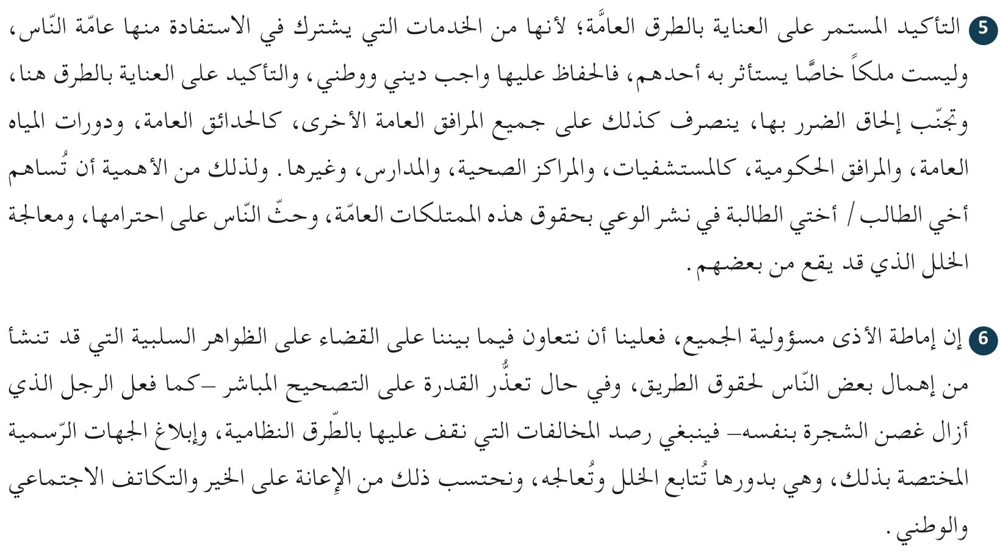 5 التأكيد المستمر على العناية بالطرق العامَّة؛ لأنها من الخدمات التي يشترك في الاستفادة منها عامّة النّاس،
وليست ملكاً خاصًّا يستأثر به أحدهم، فالحفاظ عليها واجب ديني ووطني، والتأكيد على العناية بالطرق هنا،
وتجنّب إلحاق الضرر بها، ينصرف كذلك على جميع المرافق العامة الأخرى، كالحدائق العامة، ودورات المياه
العامة، والمرافق الحكومية، كالمستشفيات، والمراكز الصحية، والمدارس، وغيرها. ولذلك من الأهمية أن تُساهم
أخي الطالب / أختي الطالبة في نشر الوعي بحقوق هذه الممتلكات العامّة، وحثّ النّاس على احترامها، ومعالجة
الخلل الذي قد يقع من بعضهم.
6 إن إماطة الأذى مسؤولية الجميع، فعلينا أن نتعاون فيما بيننا على القضاء على الظواهر السلبية التي قد تنشأ
من إهمال بعض النّاس لحقوق الطريق، وفي حال تعذُّر القدرة على التصحيح المباشر –كما فعل الرجل الذي
أزال غصن الشجرة بنفسه– فينبغي رصد المخالفات التي نقف عليها بالطّرق النظامية، وإبلاغ الجهات الرّسمية
المختصة بذلك، وهي بدورها تُتابع الخلل وتُعالجه، ونحتسب ذلك من الإِعانة على الخير والتكاتف الاجتماعي
والوطني.